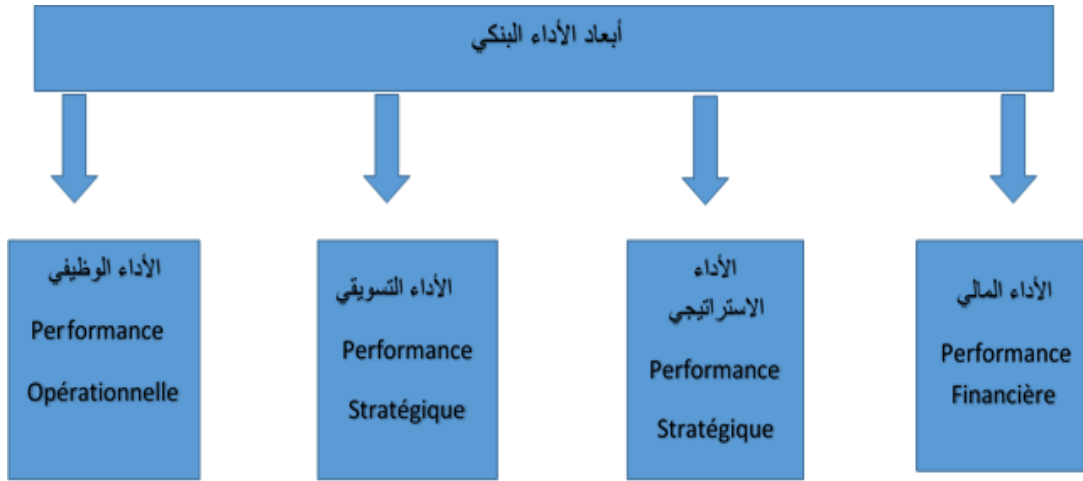 أبعاد الأداء البنكي
الأداء المالي
Performance
Financière
الأداء
الاستراتيجي
Performance
Stratégique
الأداء التسويقي
Performance
Stratégique
الأداء الوظيفي
Performance
Opérationnelle